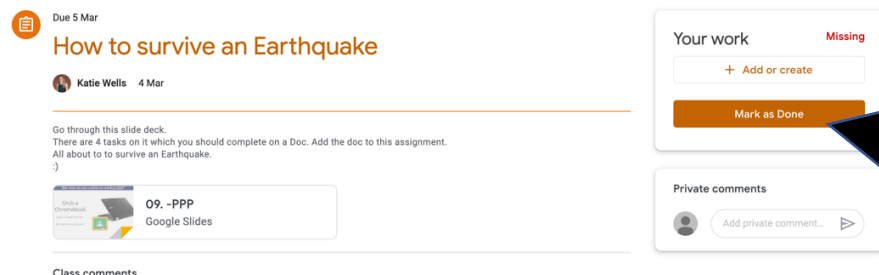 Due 5 Mar
How to survive an Earthquake
Katie Wells 4 Mar
Go through this slide deck.
There are 4 tasks on it which you should complete on a Doc. Add the doc to this assignment.
All about to to survive an Earthquake.
:)
Grab a
Chromebook
09. -PPP
Google Slides
Class comments
Your work Missing
+ Add or create
Mark as Done
Private comments
Add private comment...